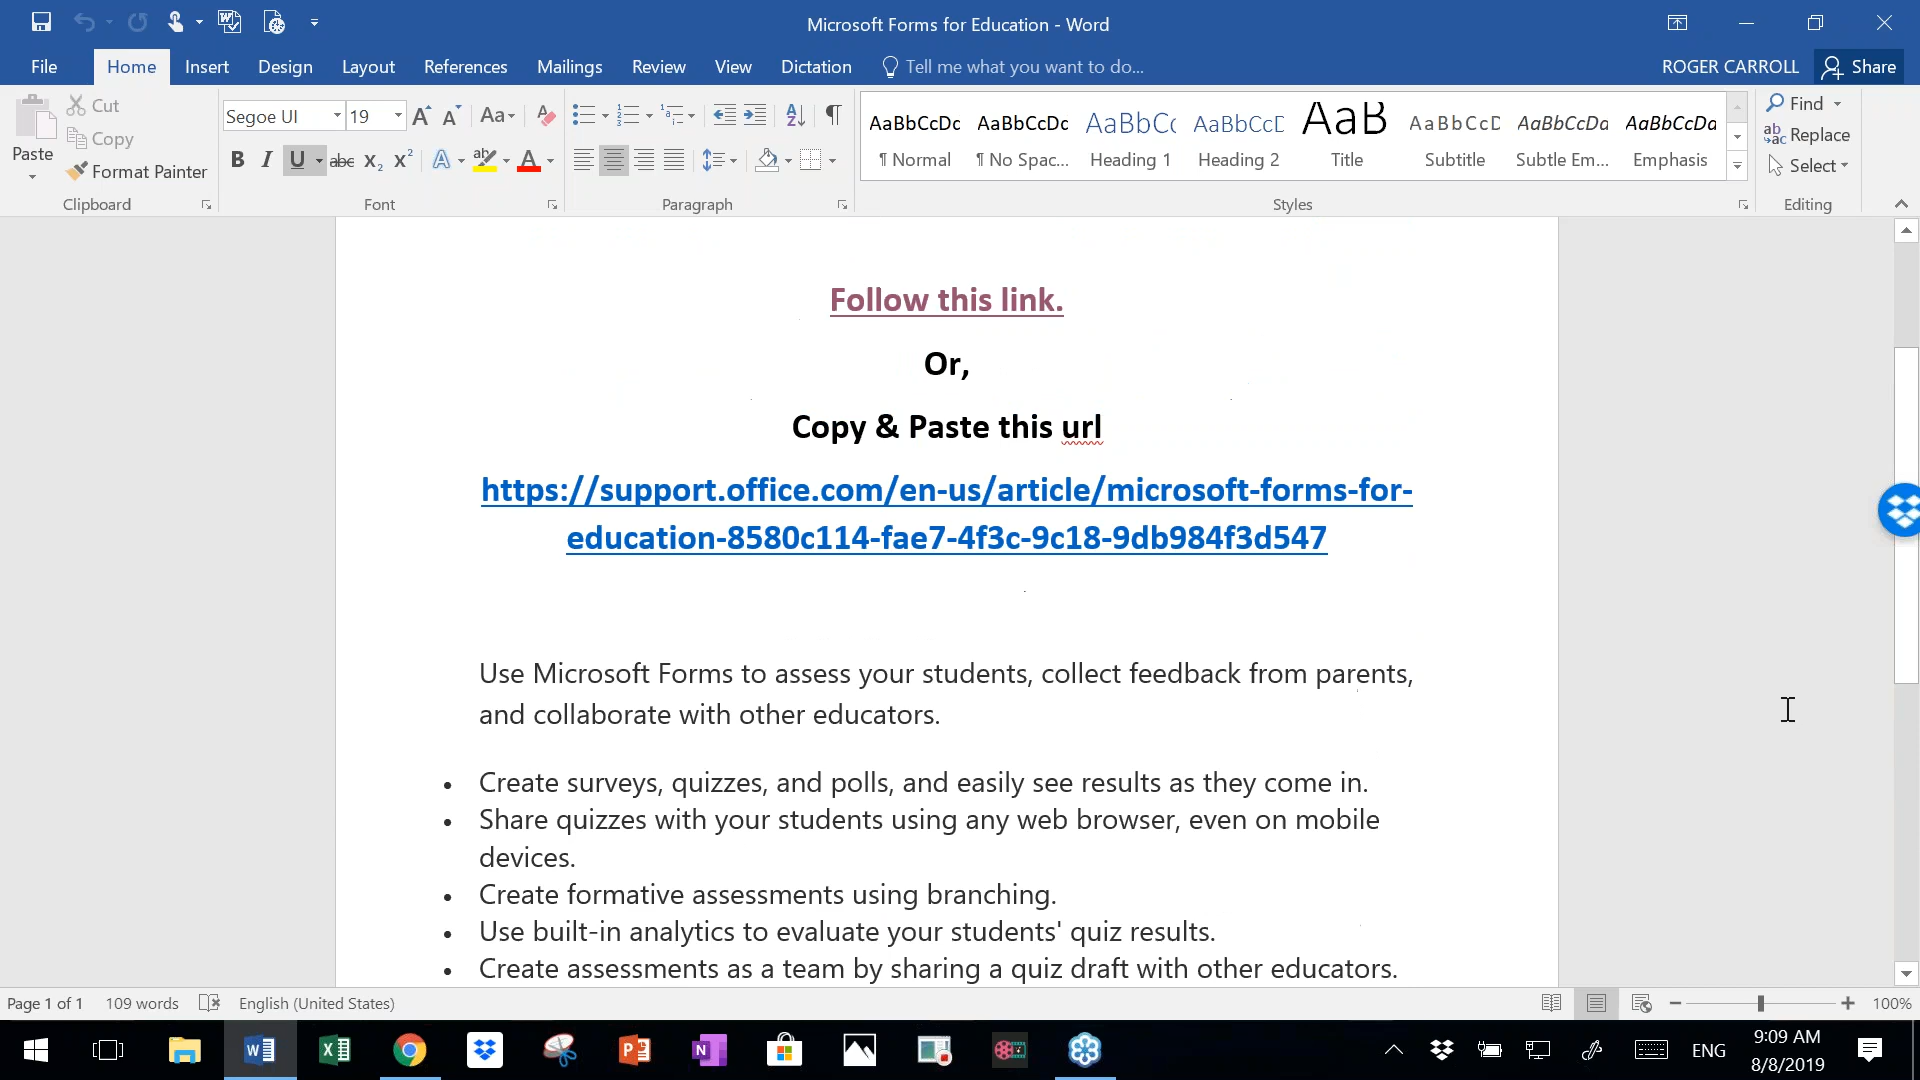 Microsoft Forms for Education - Word
File Home Insert Design Layout References Mailings Review View Dictation Tell me what you want to do... ROGER CARROLL Share
Paste
Cut
Copy
Format Painter
Clipboard
Segoe UI 19
Font
Paragraph
AaBbCcDc AaBbCcDc AaBbCc AaBbCcD AaB AaBbCcD AaBbCcDa AaBbCcDa
¶ Normal ¶ No Spac... Heading 1 Heading 2 Title Subtitle Subtle Em... Emphasis
Styles
Find
Replace
Select
Editing
Follow this link.
Or,
Copy & Paste this url
https://support.office.com/en-us/article/microsoft-forms-for-
education-8580c114-fae7-4f3c-9c18-9db984f3d547
Use Microsoft Forms to assess your students, collect feedback from parents,
and collaborate with other educators.
• Create surveys, quizzes, and polls, and easily see results as they come in.
• Share quizzes with your students using any web browser, even on mobile
devices.
• Create formative assessments using branching.
• Use built-in analytics to evaluate your students' quiz results.
• Create assessments as a team by sharing a quiz draft with other educators.
Page 1 of 1 109 words English (United States) 100%
ENG
9:09 AM
8/8/2019